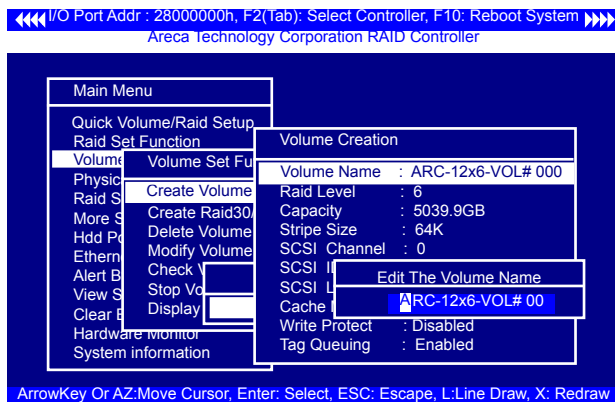 I/O Port Addr : 28000000h, F2(Tab): Select Controller, F10: Reboot System
Areca Technology Corporation RAID Controller
Main Menu
Quick Volume/Raid Setup
Raid Set Function
Volume
Physic
Raid S
More S
Hdd Po
Ethern
Alert B
View S
Clear E
Hardware Monitor
System information
Volume Set Fu
Create Volume
Create Raid30/
Delete Volume
Modify Volume
Check V
Stop Vo
Display
Volume Creation
Volume Name : ARC-12x6-VOL# 000
Raid Level : 6
Capacity : 5039.9GB
Stripe Size : 64K
SCSI Channel : 0
SCSI I
SCSI L
Cache
Write Protect : Disabled
Tag Queuing : Enabled
Edit The Volume Name
ARC-12x6-VOL# 00
ArrowKey Or AZ:Move Cursor, Enter: Select, ESC: Escape, L:Line Draw, X: Redraw